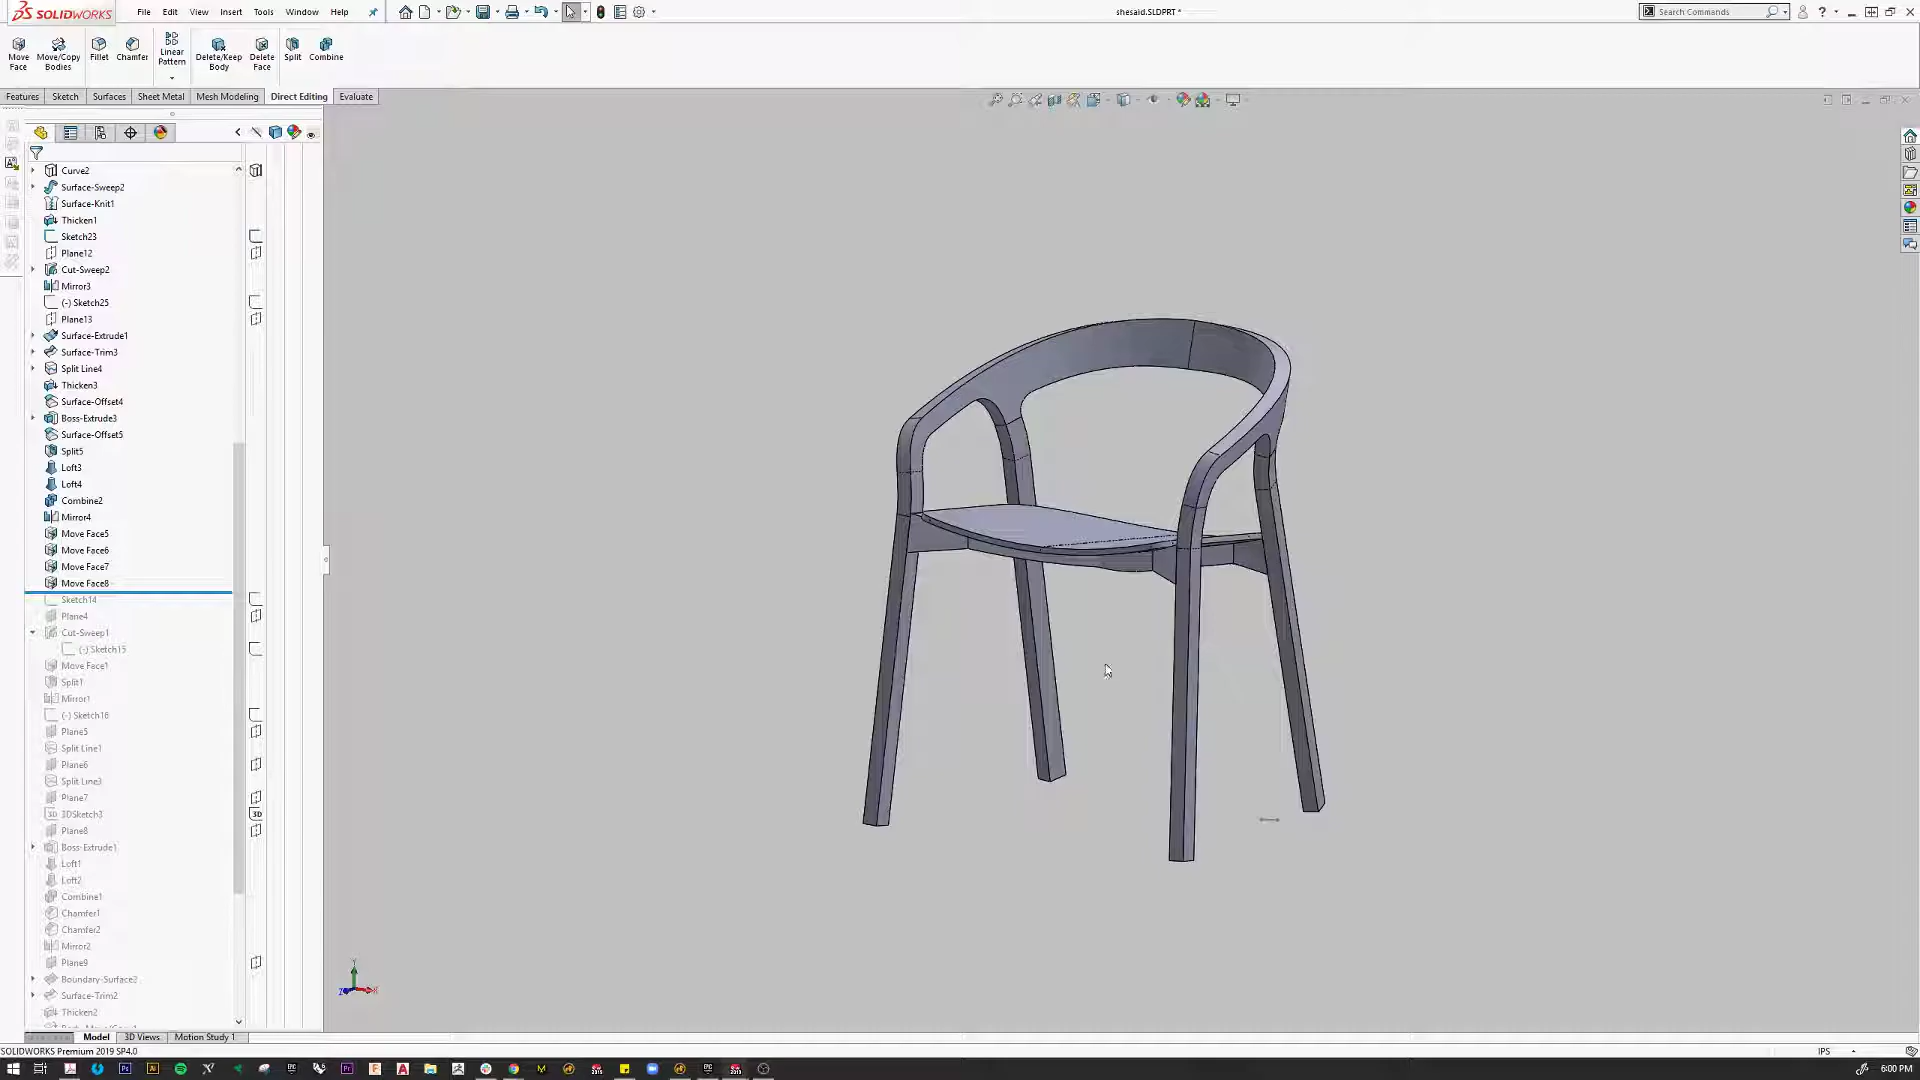 SOLIDWORKS
File Edit View Insert Tools Window Help
shesaid.SLDPRT *
Search Commands
Move Face
Move/Copy Bodies
Fillet
Chamfer
Linear Pattern
Delete/Keep Body
Delete Face
Split
Combine
Features Sketch Surfaces Sheet Metal Mesh Modeling Direct Editing Evaluate
Curve2
Surface-Sweep2
Surface-Knit1
Thicken1
Sketch23
Plane12
Cut-Sweep2
Mirror3
(-) Sketch25
Plane13
Surface-Extrude1
Surface-Trim3
Split Line4
Thicken3
Surface-Offset4
Boss-Extrude3
Surface-Offset5
Split5
Loft3
Loft4
Combine2
Mirror4
Move Face5
Move Face6
Move Face7
Move Face8
Sketch14
Plane4
Cut-Sweep1
(-) Sketch15
Move Face1
Split1
Mirror1
(-) Sketch16
Plane5
Split Line1
Plane6
Split Line3
Plane7
3D 3DSketch3 3D
Plane8
Boss-Extrude1
Loft1
Loft2
Combine1
Chamfer1
Chamfer2
Mirror2
Plane9
Boundary-Surface2
Surface-Trim2
Thicken2
Y
Z X
Model 3D Views Motion Study 1
SOLIDWORKS Premium 2019 SP4.0
IPS
6:00 PM